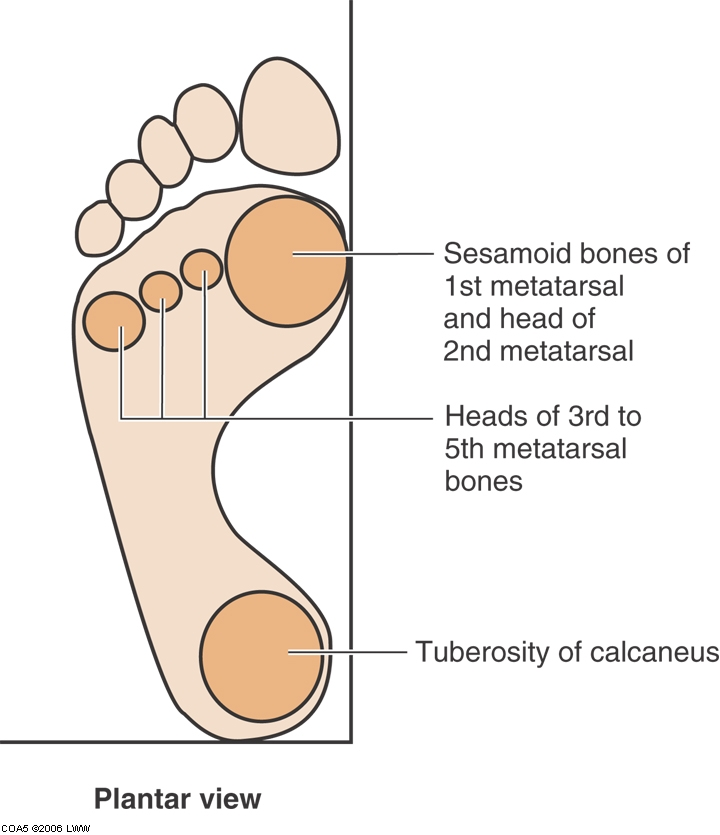 Sesamoid bones of
1st metatarsal
and head of
2nd metatarsal
Heads of 3rd to
5th metatarsal
bones
Tuberosity of calcaneus
Plantar view
COA5 ©2006 LWW